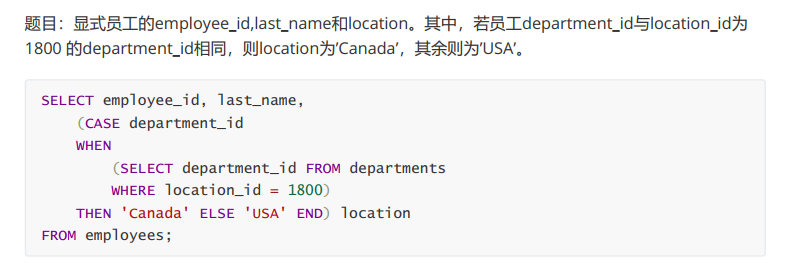 题目：显式员工的employee_id,last_name和location。其中，若员工department_id与location_id为
1800 的department_id相同，则location为’Canada’，其余则为’USA’。
SELECT employee_id, last_name,
(CASE department_id
WHEN
(SELECT department_id FROM departments
WHERE location_id = 1800)
THEN 'Canada' ELSE 'USA' END) location
FROM employees;